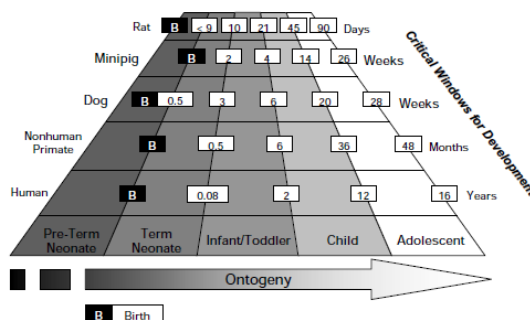 Rat B < 9 10 21 45 90 Days
Minipig B 2 4 14 26 Weeks
Dog B 0.5 3 6 20 28 Weeks
Nonhuman
Primate B 0.5 6 36 48 Months
Human B 0.08 2 12 16 Years
Pre-Term
Neonate
Term
Neonate
Infant/Toddler
Child
Adolescent
Critical Windows for Development
Ontogeny
B Birth